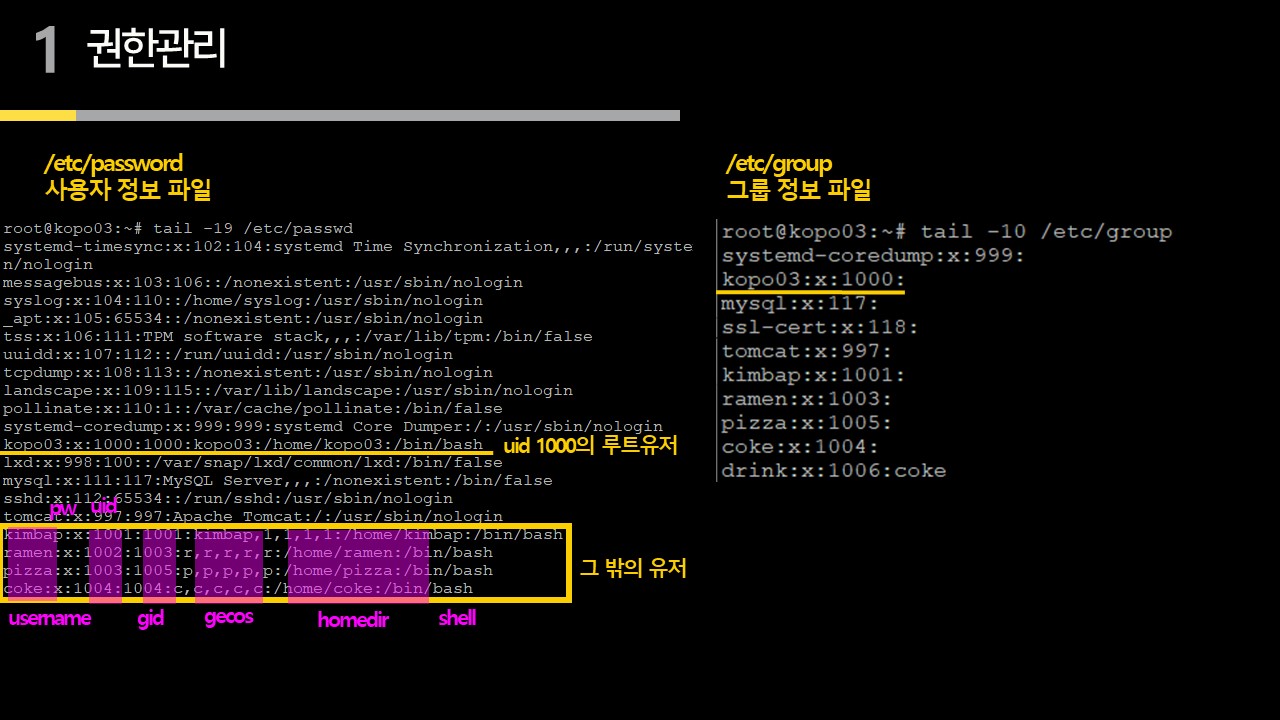 1 권한관리
/etc/password
사용자 정보 파일
root@kopo03:~# tail -19 /etc/passwd
systemd-timesync:x:102:104:systemd Time Synchronization,,,:/run/syste
n/nologin
messagebus:x:103:106::/nonexistent:/usr/sbin/nologin
syslog:x:104:110::/home/syslog:/usr/sbin/nologin
_apt:x:105:65534::/nonexistent:/usr/sbin/nologin
tss:x:106:111:TPM software stack,,,:/var/lib/tpm:/bin/false
uuidd:x:107:112::/run/uuidd:/usr/sbin/nologin
tcpdump:x:108:113::/nonexistent:/usr/sbin/nologin
landscape:x:109:115::/var/lib/landscape:/usr/sbin/nologin
pollinate:x:110:1::/var/cache/pollinate:/bin/false
systemd-coredump:x:999:999:systemd Core Dumper:/:/usr/sbin/nologin
kopo03:x:1000:1000:kopo03:/home/kopo03:/bin/bash
uid 1000의 루트유저
lxd:x:998:100::/var/snap/lxd/common/lxd:/bin/false
mysql:x:111:117:MySQL Server,,,:/nonexistent:/bin/false
sshd:x:112:65534::/run/sshd:/usr/sbin/nologin
pw uid
tomcat:x:997:997:Apache Tomcat:/:/usr/sbin/nologin
kimbap:x:1001:1001:kimbap,1,1,1,1:/home/kimbap:/bin/bash
ramen:x:1002:1003:r,r,r,r,r:/home/ramen:/bin/bash
pizza:x:1003:1005:p,p,p,p,p:/home/pizza:/bin/bash
coke:x:1004:1004:c,c,c,c,c:/home/coke:/bin/bash
그 밖의 유저
username gid gecos homedir shell
/etc/group
그룹 정보 파일
root@kopo03:~# tail -10 /etc/group
systemd-coredump:x:999:
kopo03:x:1000:
mysql:x:117:
ssl-cert:x:118:
tomcat:x:997:
kimbap:x:1001:
ramen:x:1003:
pizza:x:1005:
coke:x:1004:
drink:x:1006:coke